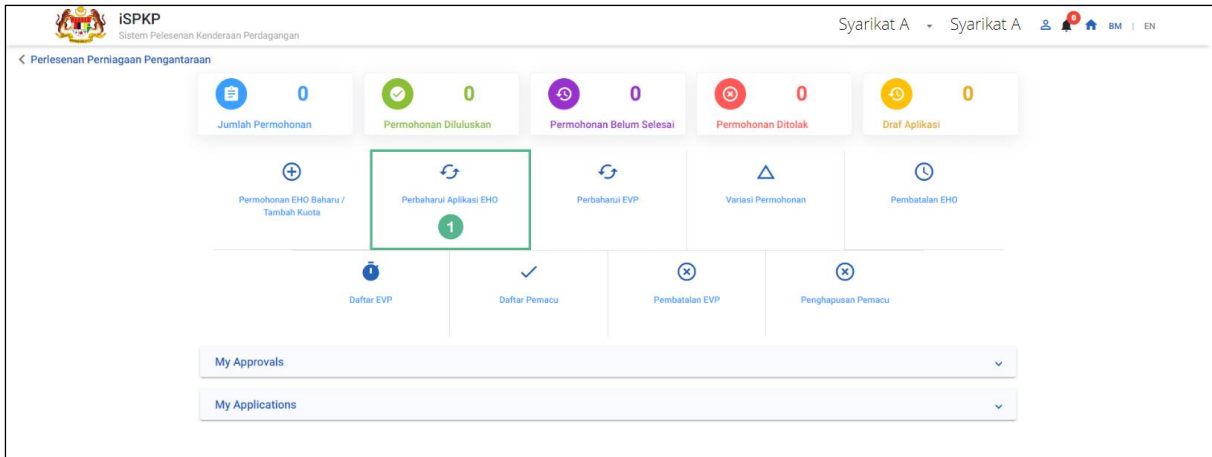 iSPKP
Sistem Pelesenan Kenderaan Perdagangan
Syarikat A
Syarikat A
0
BM | EN
Perlesenan Perniagaan Pengantaraan
0
Jumlah Permohonan
0
Permohonan Diluluskan
0
Permohonan Belum Selesai
0
Permohonan Ditolak
0
Draf Aplikasi
Permohonan EHO Baharu /
Tambah Kuota
Perbaharui Aplikasi EHO
1
Perbaharui EVP
Variasi Permohonan
Pembatalan EHO
Daftar EVP
Daftar Pemacu
Pembatalan EVP
Penghapusan Pemacu
My Approvals
My Applications